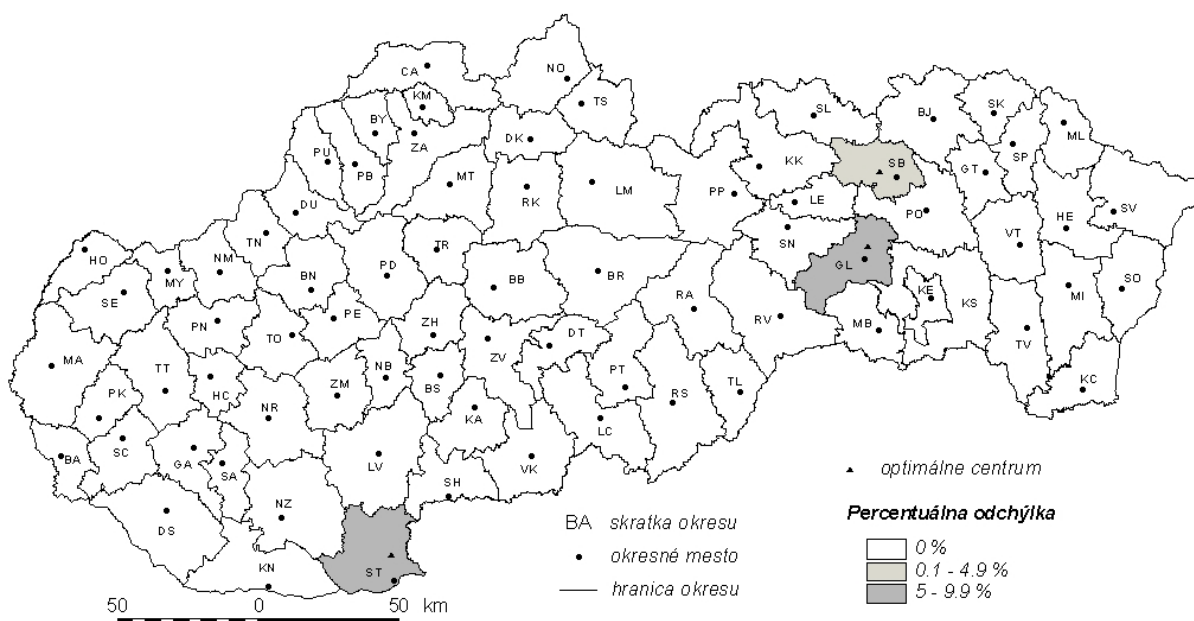 CA
NO
KM
TS
BY
ZA
DK
SL
BJ
SK
ML
PU
PB
MT
RK
LM
PP
KK
SB
GT
SP
DU
LE
PO
HE
SV
TN
TR
SN
VT
HO
MY
NM
BN
PD
BB
BR
GL
SO
SE
PN
TO
PE
ZH
ZV
DT
RA
RV
MB
KE
KS
MI
TV
MA
TT
HC
ZM
NB
BS
PT
RS
TL
KC
PK
NR
KA
LC
BA
SC
GA
SA
LV
SH
VK
DS
NZ
KN
ST
optimálne centrum
Percentuálna odchýlka
0 %
0.1 - 4.9 %
5 - 9.9 %
BA skratka okresu
okresné mesto
hranica okresu
50 0 50 km